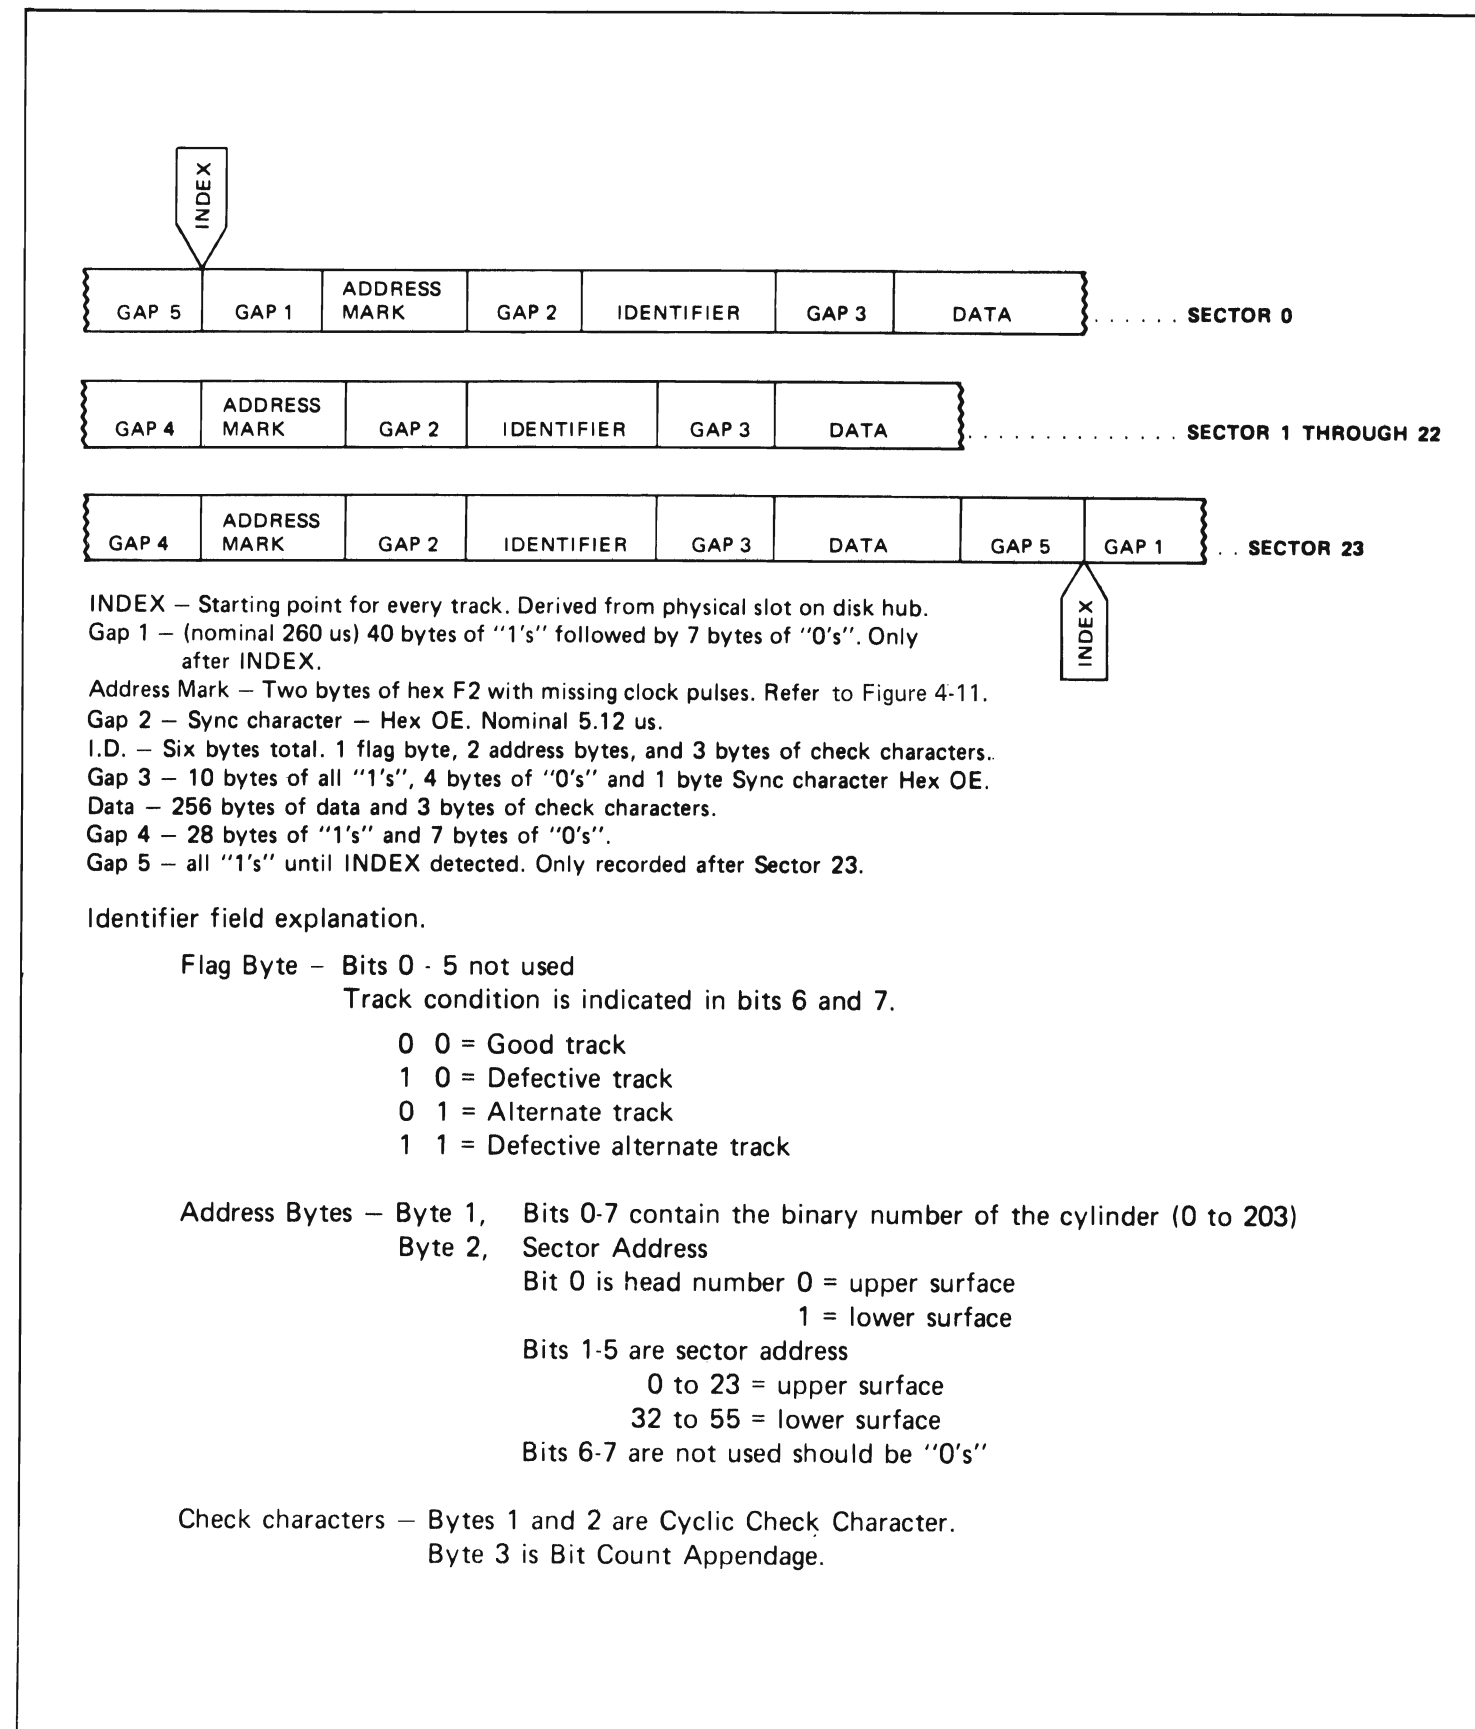 INDEX
GAP 5 GAP 1 ADDRESS MARK GAP 2 IDENTIFIER GAP 3 DATA . . . . . . SECTOR 0
GAP 4 ADDRESS MARK GAP 2 IDENTIFIER GAP 3 DATA . . . . . . . . . . . . . . SECTOR 1 THROUGH 22
GAP 4 ADDRESS MARK GAP 2 IDENTIFIER GAP 3 DATA GAP 5 GAP 1 . . SECTOR 23
INDEX
INDEX — Starting point for every track. Derived from physical slot on disk hub.
Gap 1 — (nominal 260 us) 40 bytes of "1's" followed by 7 bytes of "0's". Only
after INDEX.
Address Mark — Two bytes of hex F2 with missing clock pulses. Refer to Figure 4-11.
Gap 2 — Sync character — Hex OE. Nominal 5.12 us.
I.D. — Six bytes total. 1 flag byte, 2 address bytes, and 3 bytes of check characters..
Gap 3 — 10 bytes of all "1's", 4 bytes of "0's" and 1 byte Sync character Hex OE.
Data — 256 bytes of data and 3 bytes of check characters.
Gap 4 — 28 bytes of "1's" and 7 bytes of "0's".
Gap 5 — all "1's" until INDEX detected. Only recorded after Sector 23.
Identifier field explanation.
Flag Byte — Bits 0 - 5 not used
Track condition is indicated in bits 6 and 7.
0 0 = Good track
1 0 = Defective track
0 1 = Alternate track
1 1 = Defective alternate track
Address Bytes — Byte 1, Bits 0-7 contain the binary number of the cylinder (0 to 203)
Byte 2, Sector Address
Bit 0 is head number 0 = upper surface
1 = lower surface
Bits 1-5 are sector address
0 to 23 = upper surface
32 to 55 = lower surface
Bits 6-7 are not used should be "0's"
Check characters — Bytes 1 and 2 are Cyclic Check Character.
Byte 3 is Bit Count Appendage.